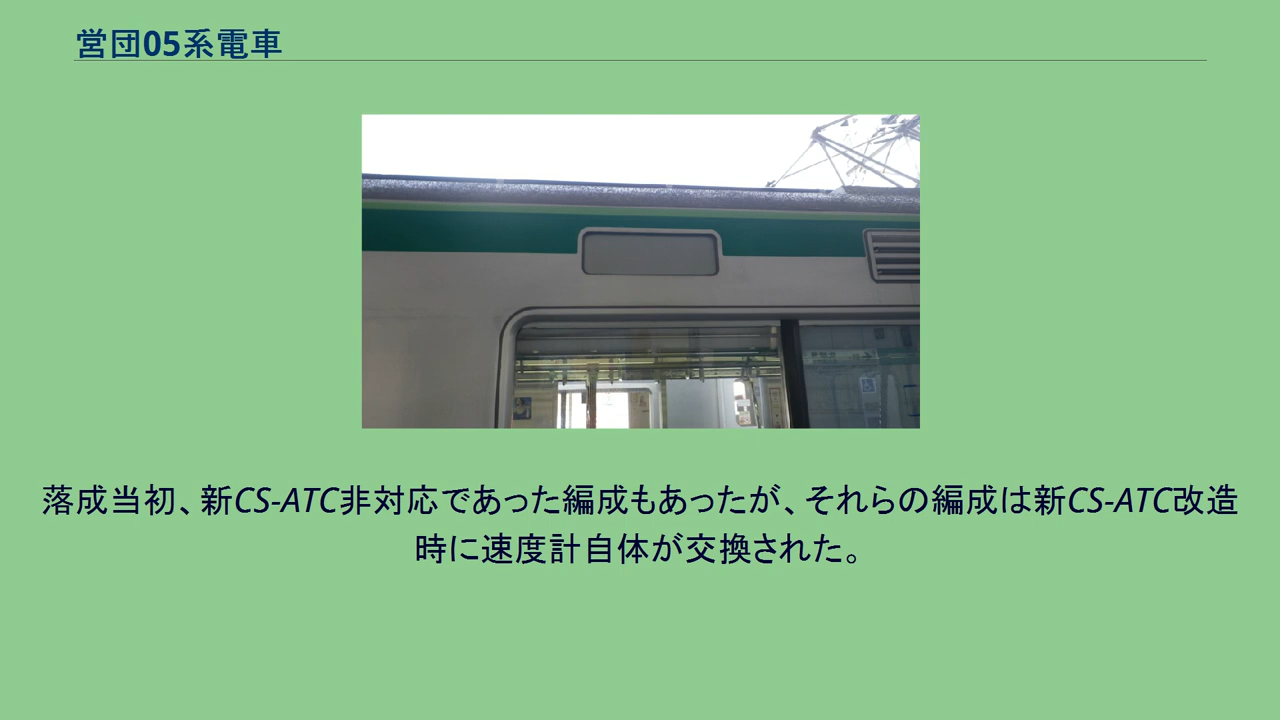 営団05系電車
落成当初、新CS-ATC非対応であった編成もあったが、それらの編成は新CS-ATC改造
時に速度計自体が交換された。